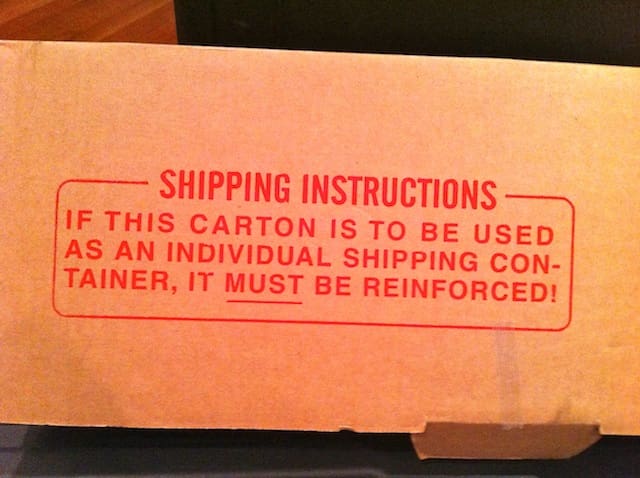 SHIPPING INSTRUCTIONS
IF THIS CARTON IS TO BE USED
AS AN INDIVIDUAL SHIPPING CON-
TAINER, IT MUST BE REINFORCED!